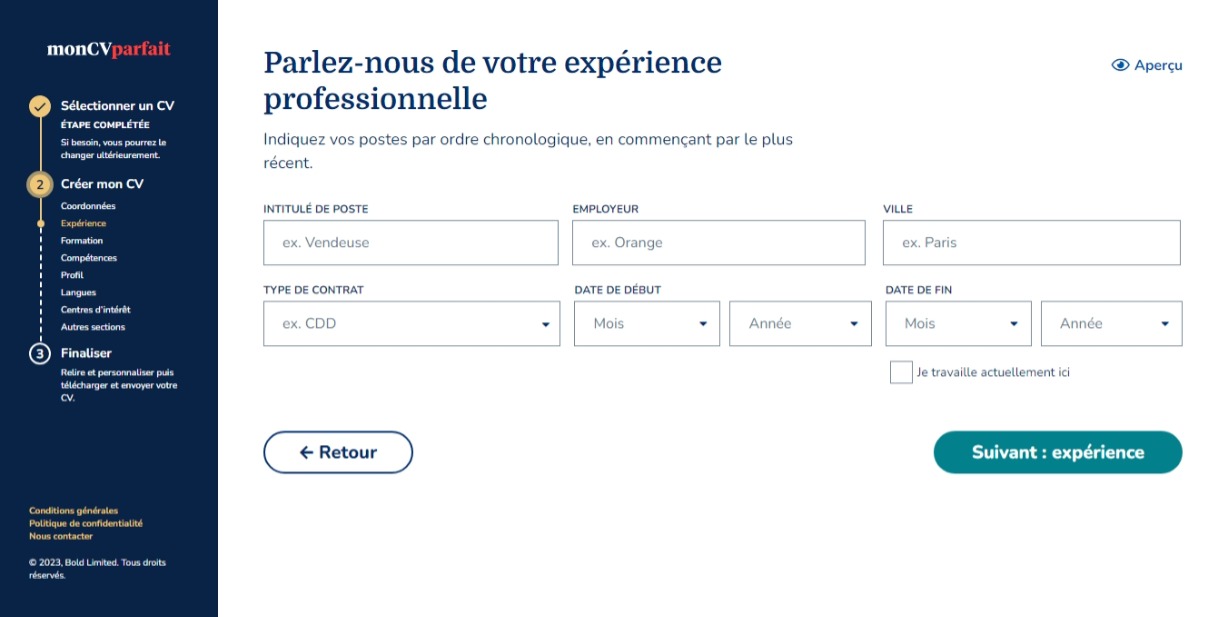 monCVparfait
Sélectionner un CV
ÉTAPE COMPLÉTÉE
Si besoin, vous pourrez le
changer ultérieurement.
2 Créer mon CV
Coordonnées
Expérience
Formation
Compétences
Profil
Langues
Centres d'intérêt
Autres sections
3 Finaliser
Relire et personnaliser puis
télécharger et envoyer votre
CV.
Conditions générales
Politique de confidentialité
Nous contacter
© 2023, Bold Limited. Tous droits
réservés.
Parlez-nous de votre expérience
professionnelle
Aperçu
Indiquez vos postes par ordre chronologique, en commençant par le plus
récent.
INTITULÉ DE POSTE EMPLOYEUR VILLE
ex. Vendeuse ex. Orange ex. Paris
TYPE DE CONTRAT DATE DE DÉBUT DATE DE FIN
ex. CDD Mois Année Mois Année
Je travaille actuellement ici
← Retour Suivant : expérience